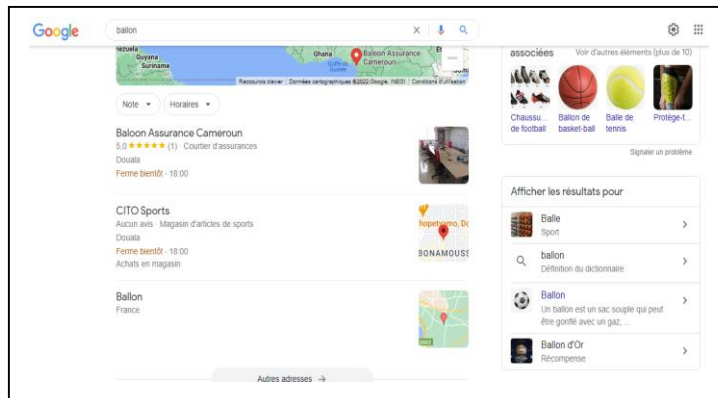 Google
ballon
nezuela
Guyana
Suriname
Ghana
Baloon Assurance
Cameroun
Raccourcis clavier
Données cartographiques ©2022 Google, INEGI
Conditions d'utilisation
Note
Horaires
Baloon Assurance Cameroun
5,0 ★★★★★ (1) · Courtier d'assurances
Douala
Ferme bientôt · 18:00
CITO Sports
Aucun avis · Magasin d'articles de sports
Douala
Ferme bientôt · 18:00
Achats en magasin
BONAMOUSS
Ballon
France
Autres adresses →
associées
Voir d'autres éléments (plus de 10)
Chaussu...
de football
Ballon de
basket-ball
Balle de
tennis
Protège-t...
Signaler un problème
Afficher les résultats pour
Balle
Sport
ballon
Définition du dictionnaire
Ballon
Un ballon est un sac souple qui peut
être gonflé avec un gaz, ...
Ballon d'Or
Récompense